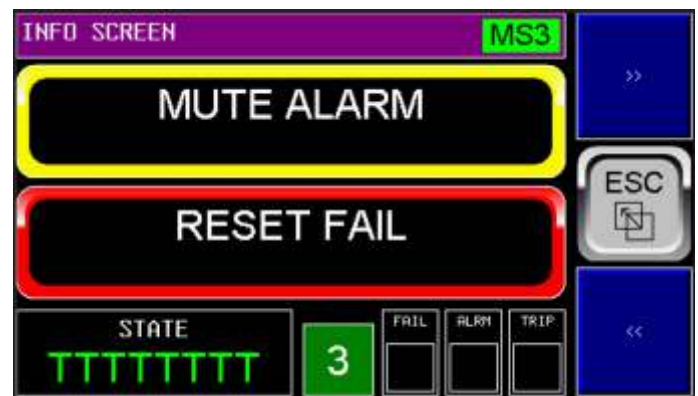 INFO SCREEN MS3
>>
MUTE ALARM
ESC
RESET FAIL
STATE
TTTTTTTT
3
FAIL ALRM TRIP
<<